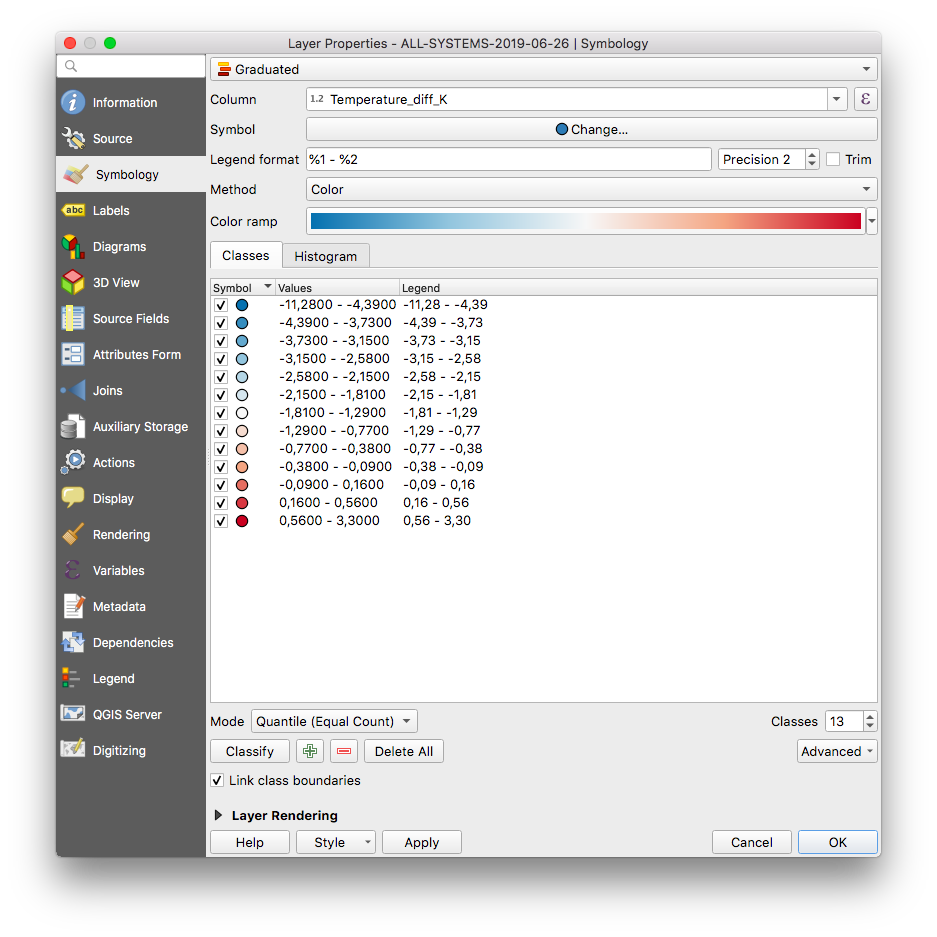 Layer Properties - ALL-SYSTEMS-2019-06-26 | Symbology
Information
Source
Symbology
abc Labels
Diagrams
3D View
Source Fields
Attributes Form
Joins
Auxiliary Storage
Actions
Display
Rendering
Variables
Metadata
Dependencies
Legend
QGIS Server
Digitizing
Graduated
Column 1.2 Temperature_diff_K ε
Symbol Change...
Legend format %1 - %2 Precision 2 Trim
Method Color
Color ramp
Classes Histogram
Symbol Values Legend
-11,2800 - -4,3900 -11,28 - -4,39
-4,3900 - -3,7300 -4,39 - -3,73
-3,7300 - -3,1500 -3,73 - -3,15
-3,1500 - -2,5800 -3,15 - -2,58
-2,5800 - -2,1500 -2,58 - -2,15
-2,1500 - -1,8100 -2,15 - -1,81
-1,8100 - -1,2900 -1,81 - -1,29
-1,2900 - -0,7700 -1,29 - -0,77
-0,7700 - -0,3800 -0,77 - -0,38
-0,3800 - -0,0900 -0,38 - -0,09
-0,0900 - 0,1600 -0,09 - 0,16
0,1600 - 0,5600 0,16 - 0,56
0,5600 - 3,3000 0,56 - 3,30
Mode Quantile (Equal Count) Classes 13
Classify Delete All Advanced
Link class boundaries
Layer Rendering
Help Style Apply Cancel OK